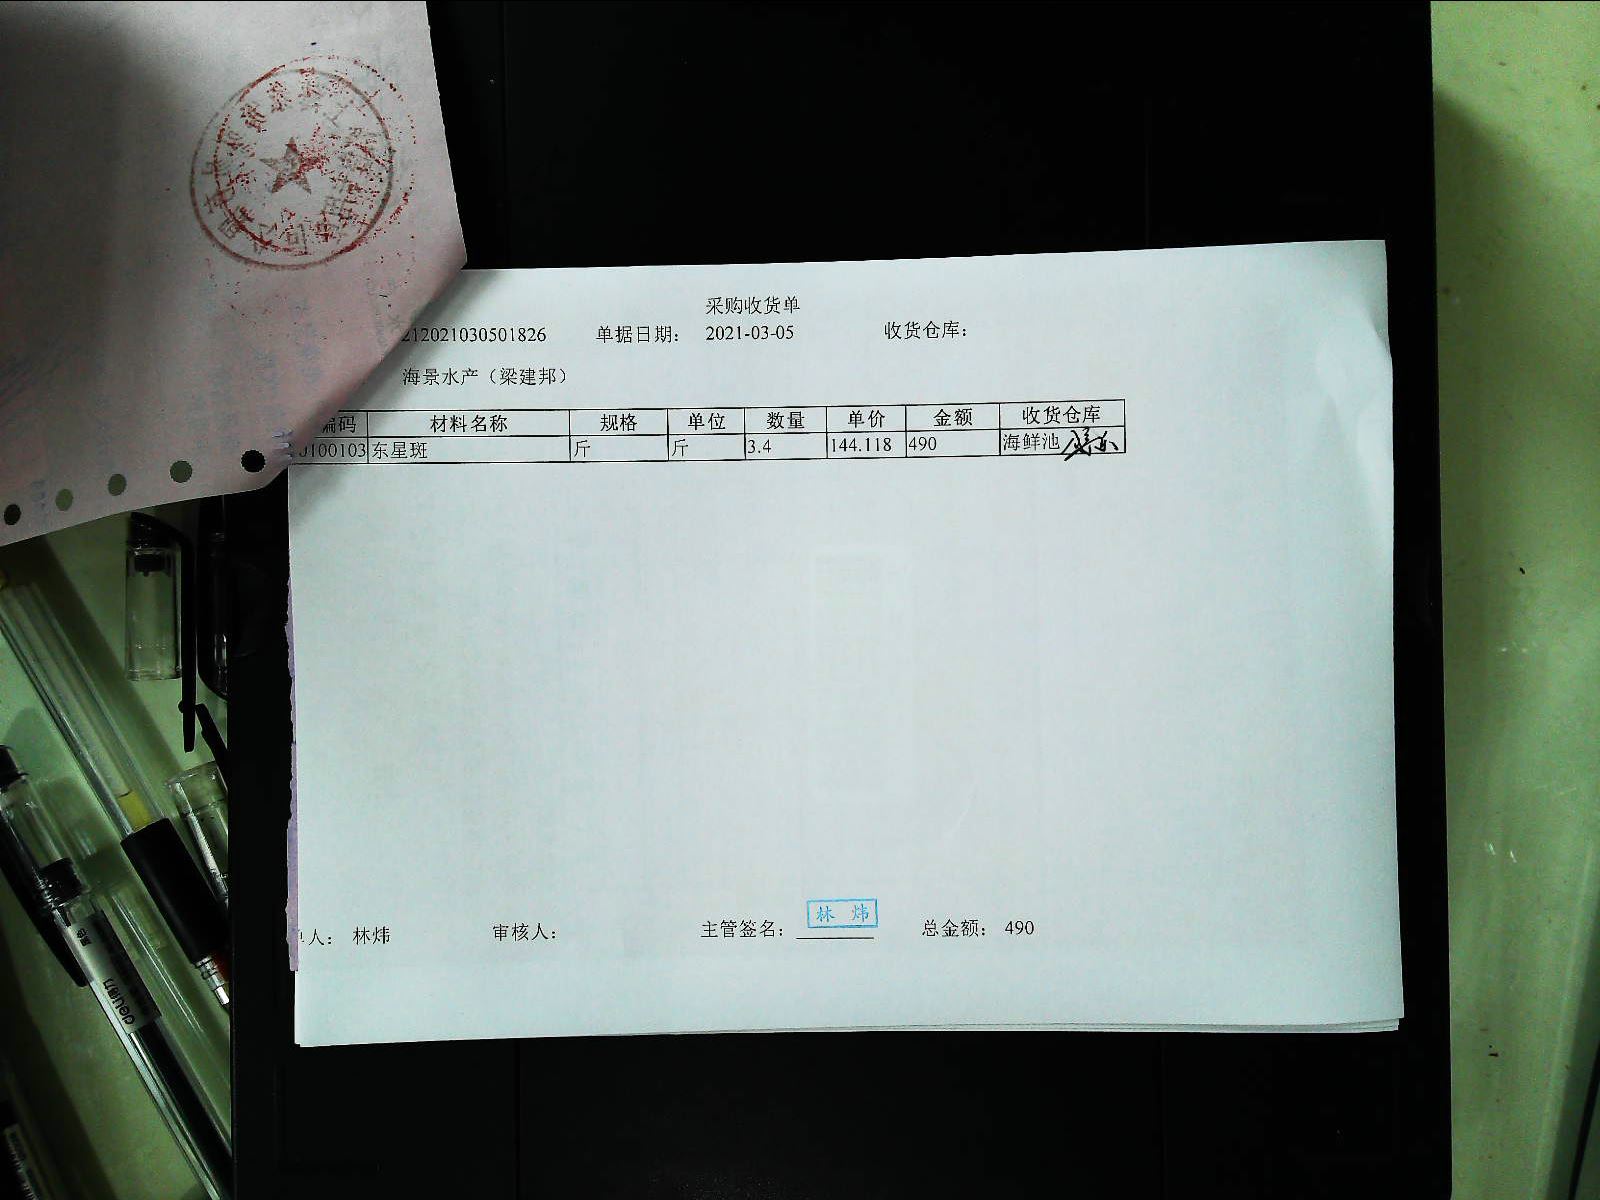 采购收货单
212021030501826 单据日期: 2021-03-05 收货仓库:
海景水产（梁建邦）
编码 材料名称 规格 单位 数量 单价 金额 收货仓库
0100103 东星斑 斤 斤 3.4 144.118 490 海鲜池
人: 林炜 审核人: 主管签名: 林炜 总金额: 490
deli